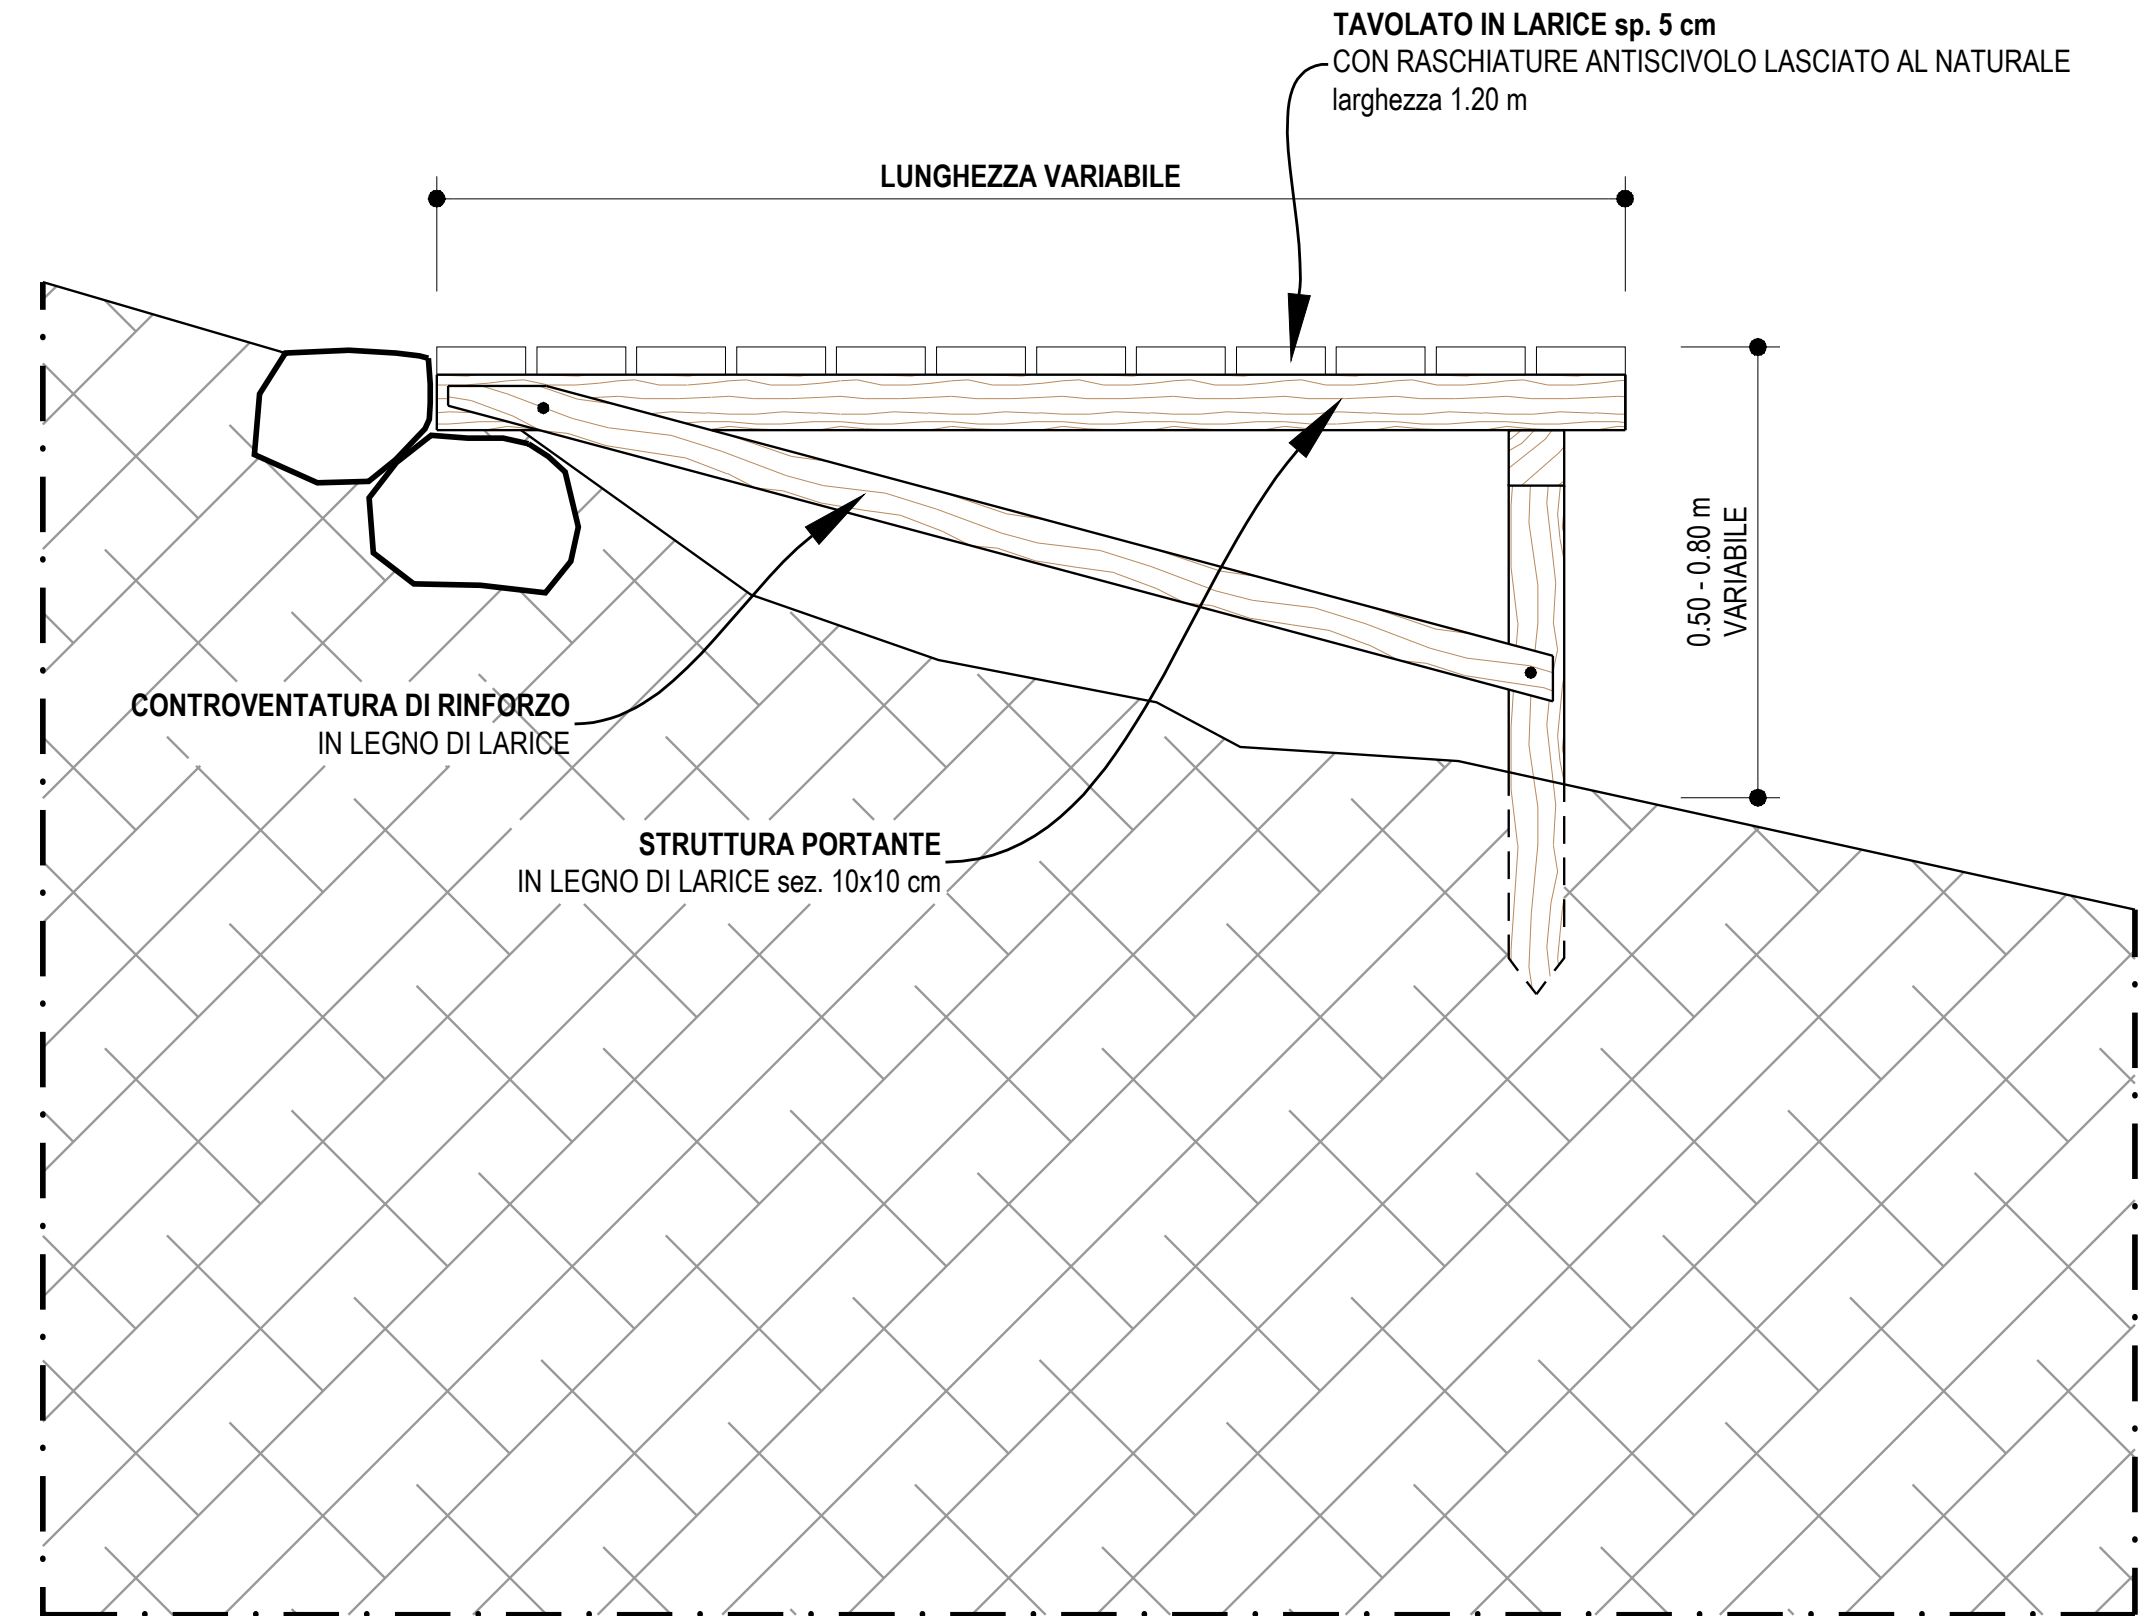 TAVOLATO IN LARICE sp. 5 cm
CON RASCHIATURE ANTISCIVOLO LASCIATO AL NATURALE
larghezza 1.20 m
LUNGHEZZA VARIABILE
0.50 - 0.80 m
VARIABILE
CONTROVENTATURA DI RINFORZO
IN LEGNO DI LARICE
STRUTTURA PORTANTE
IN LEGNO DI LARICE sez. 10x10 cm